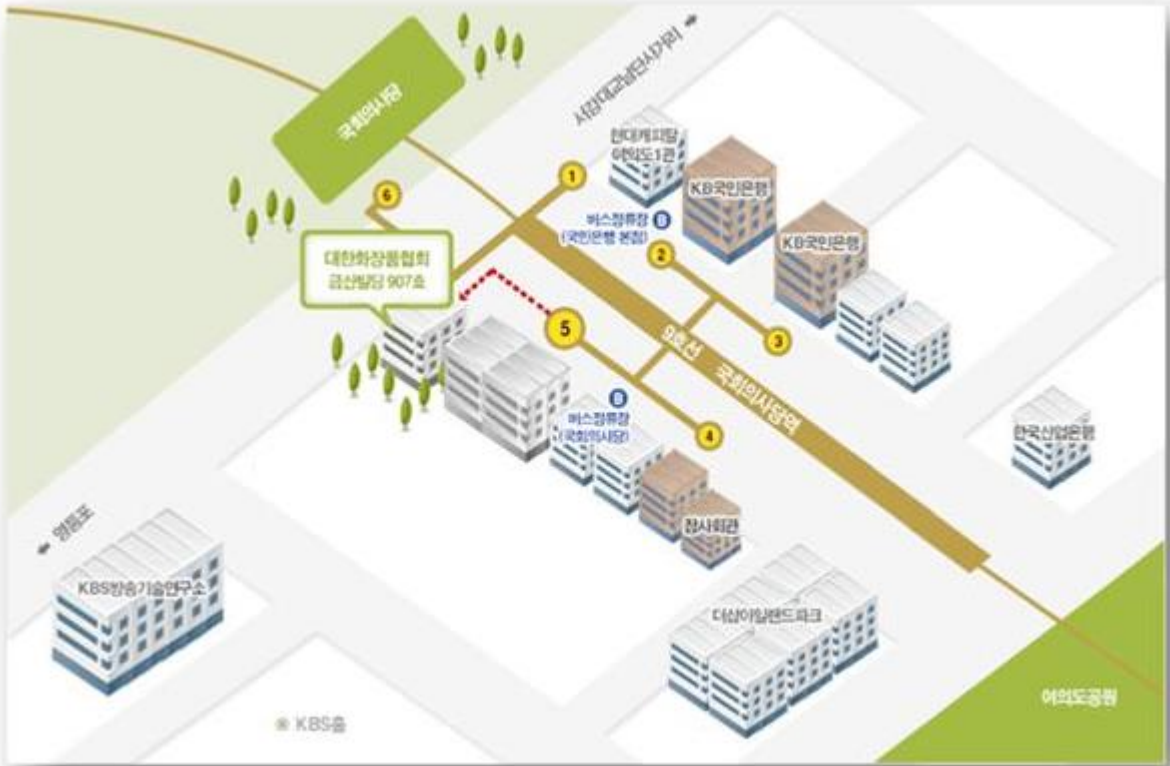 국회의사당
서강대교남단사거리
현대캐피탈
여의도1관
KB국민은행
KB국민은행
1
6
버스정류장
(국민은행 본점)
B
2
3
대한화장품협회
금산빌딩 907호
5
9호선 국회의사당역
B
버스정류장
(국회의사당)
4
한국산업은행
잠사회관
영등포
KBS방송기술연구소
더샵아일랜드파크
여의도공원
KBS홀